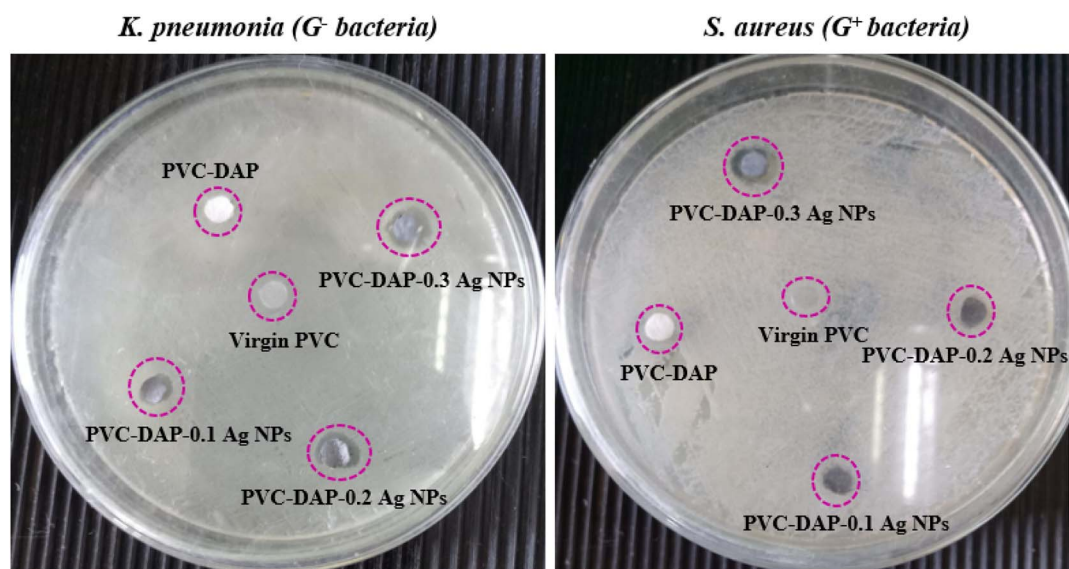 K. pneumonia (G- bacteria)
S. aureus (G+ bacteria)
PVC-DAP
PVC-DAP-0.3 Ag NPs
Virgin PVC
PVC-DAP-0.1 Ag NPs
PVC-DAP-0.2 Ag NPs
PVC-DAP-0.3 Ag NPs
Virgin PVC
PVC-DAP-0.2 Ag NPs
PVC-DAP
PVC-DAP-0.1 Ag NPs